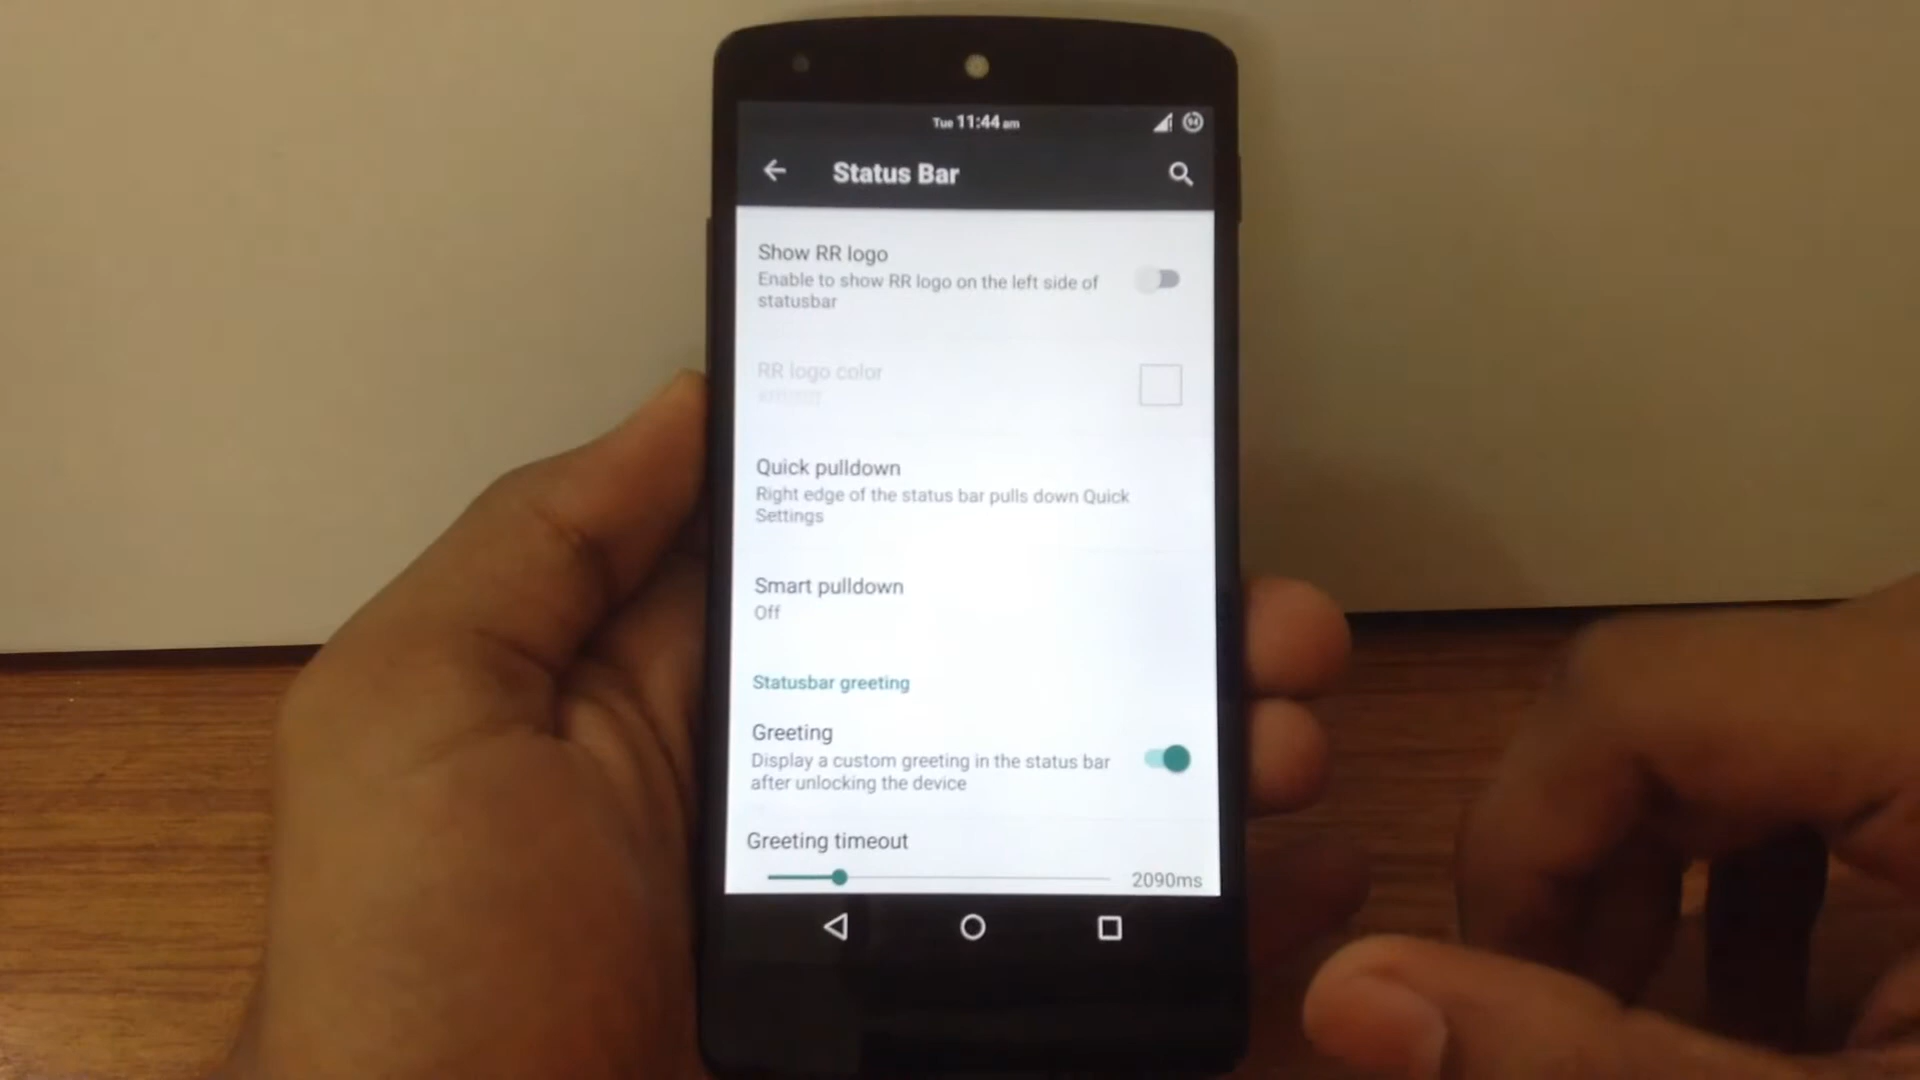 Tue 11:44 am
94
Status Bar
Show RR logo
Enable to show RR logo on the left side of
statusbar
RR logo color
Quick pulldown
Right edge of the status bar pulls down Quick
Settings
Smart pulldown
Off
Statusbar greeting
Greeting
Display a custom greeting in the status bar
after unlocking the device
Greeting timeout
2090ms